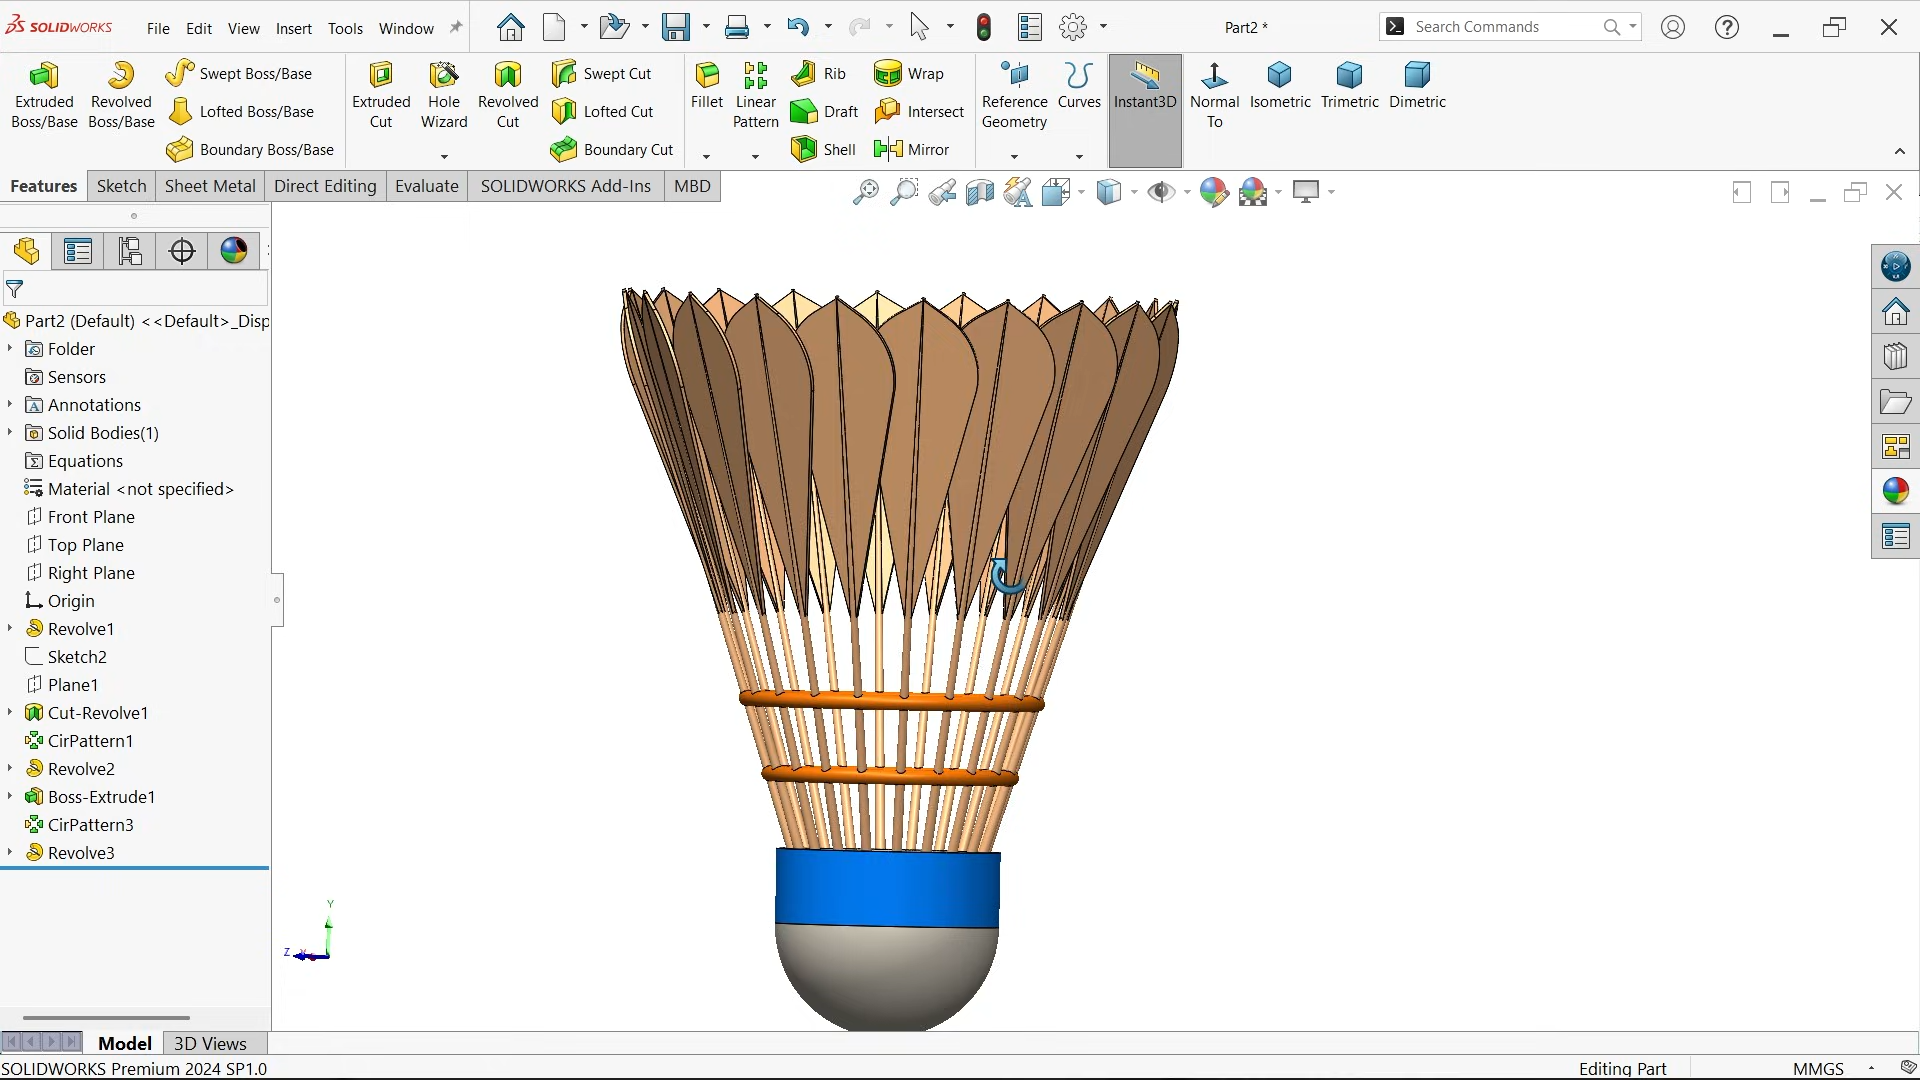 SOLIDWORKS File Edit View Insert Tools Window Part2 * Search Commands
Extruded Boss/Base
Revolved Boss/Base
Swept Boss/Base
Lofted Boss/Base
Boundary Boss/Base
Extruded Cut
Hole Wizard
Revolved Cut
Swept Cut
Lofted Cut
Boundary Cut
Fillet
Linear Pattern
Rib
Draft
Shell
Wrap
Intersect
Mirror
Reference Geometry
Curves
Instant3D
Normal To
Isometric
Trimetric
Dimetric
Features Sketch Sheet Metal Direct Editing Evaluate SOLIDWORKS Add-Ins MBD
Part2 (Default) <<Default>_Disp
Folder
Sensors
Annotations
Solid Bodies(1)
Equations
Material <not specified>
Front Plane
Top Plane
Right Plane
Origin
Revolve1
Sketch2
Plane1
Cut-Revolve1
CirPattern1
Revolve2
Boss-Extrude1
CirPattern3
Revolve3
Y
Z
Model 3D Views
SOLIDWORKS Premium 2024 SP1.0 Editing Part MMGS